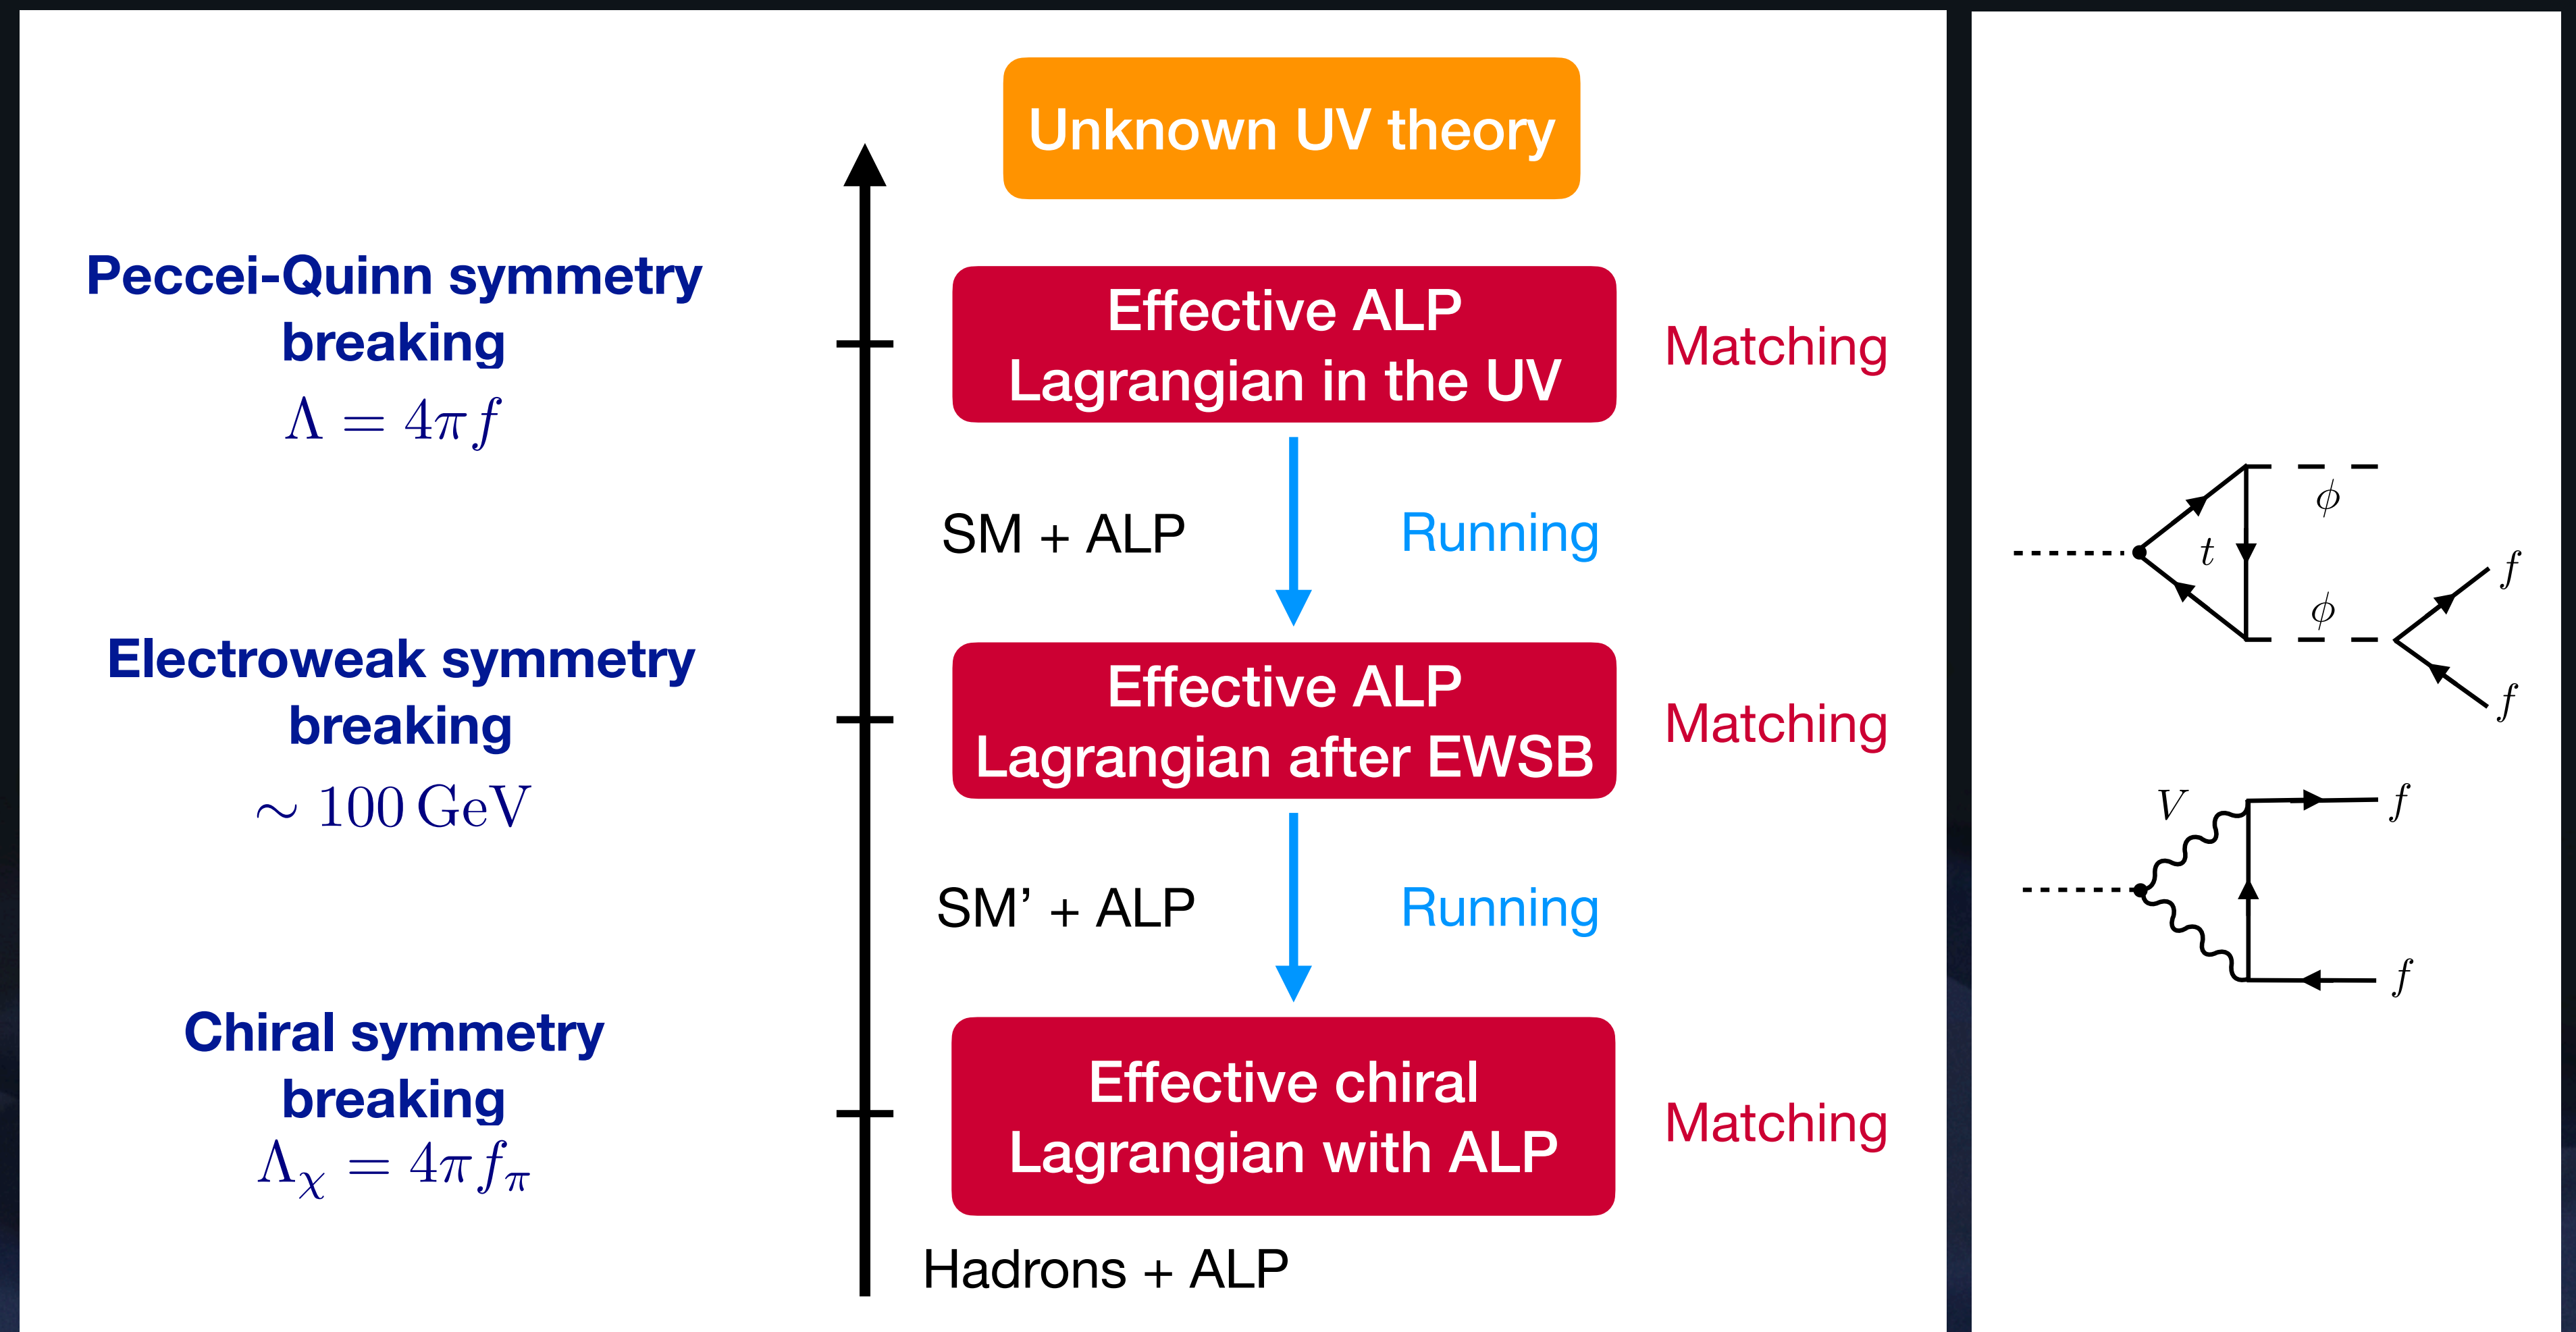 Unknown UV theory
Peccei-Quinn symmetry
breaking
Λ = 4πf
Effective ALP
Lagrangian in the UV
Matching
SM + ALP
Running
Electroweak symmetry
breaking
∼ 100 GeV
Effective ALP
Lagrangian after EWSB
Matching
SM’ + ALP
Running
Chiral symmetry
breaking
Λχ = 4πfπ
Effective chiral
Lagrangian with ALP
Matching
Hadrons + ALP
ϕ
t
ϕ
f
f
V
f
f